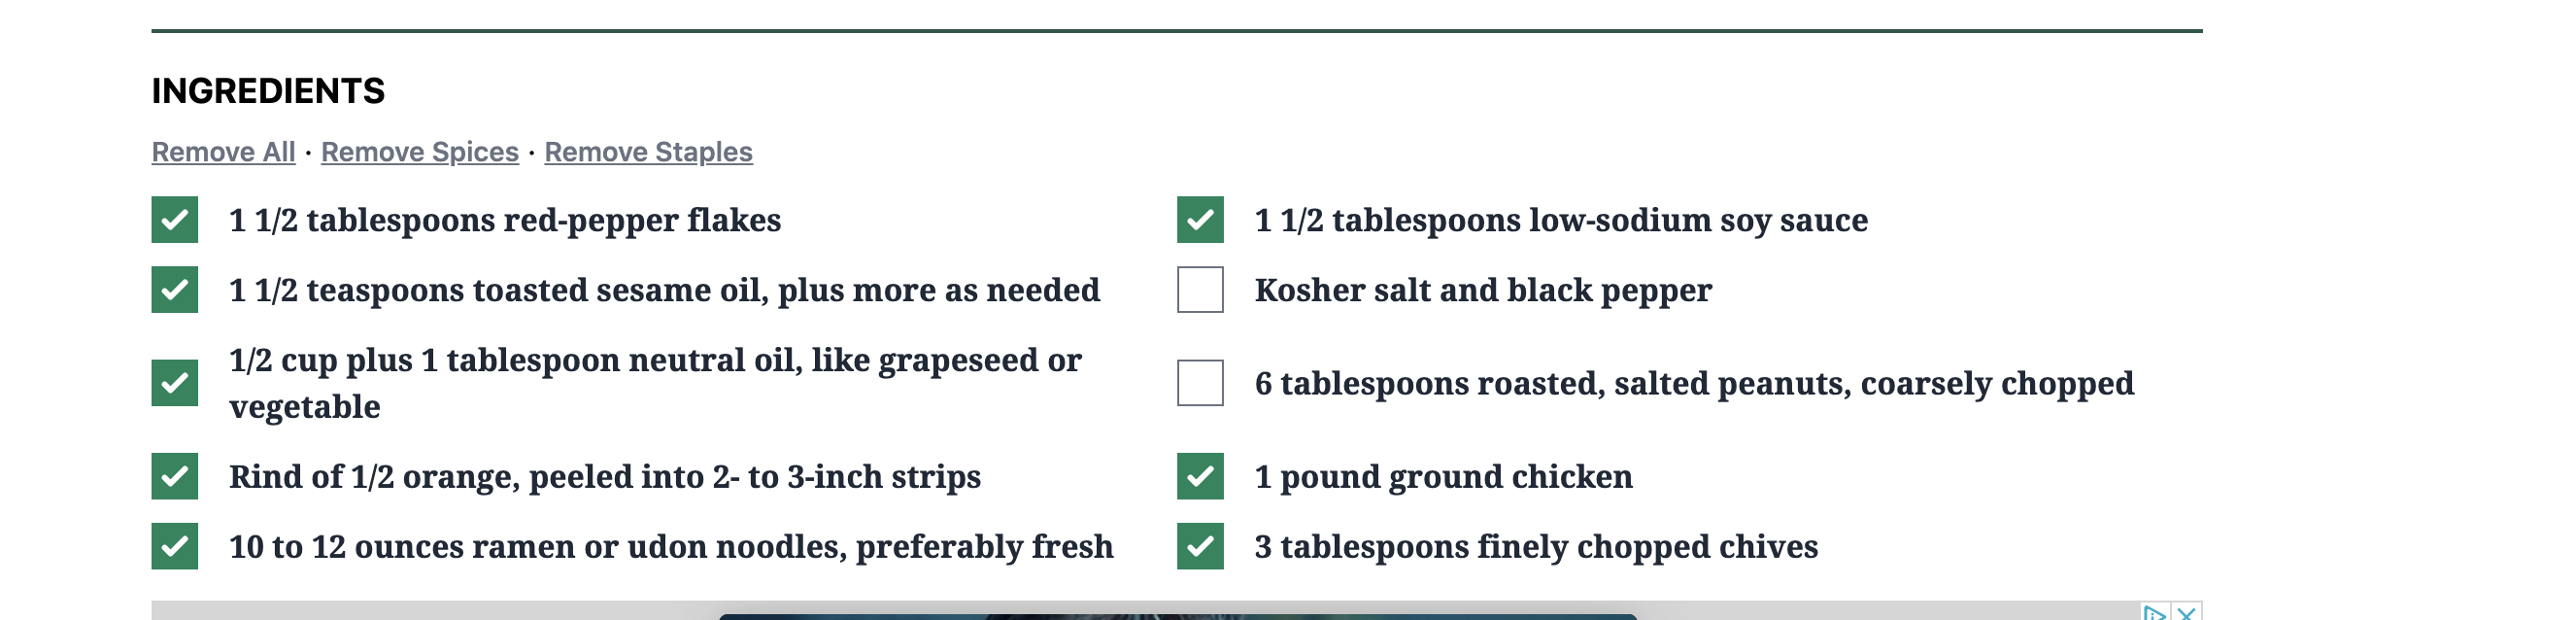 INGREDIENTS
Remove All · Remove Spices · Remove Staples
1 1/2 tablespoons red-pepper flakes
1 1/2 teaspoons toasted sesame oil, plus more as needed
1/2 cup plus 1 tablespoon neutral oil, like grapeseed or
vegetable
Rind of 1/2 orange, peeled into 2- to 3-inch strips
10 to 12 ounces ramen or udon noodles, preferably fresh
1 1/2 tablespoons low-sodium soy sauce
Kosher salt and black pepper
6 tablespoons roasted, salted peanuts, coarsely chopped
1 pound ground chicken
3 tablespoons finely chopped chives